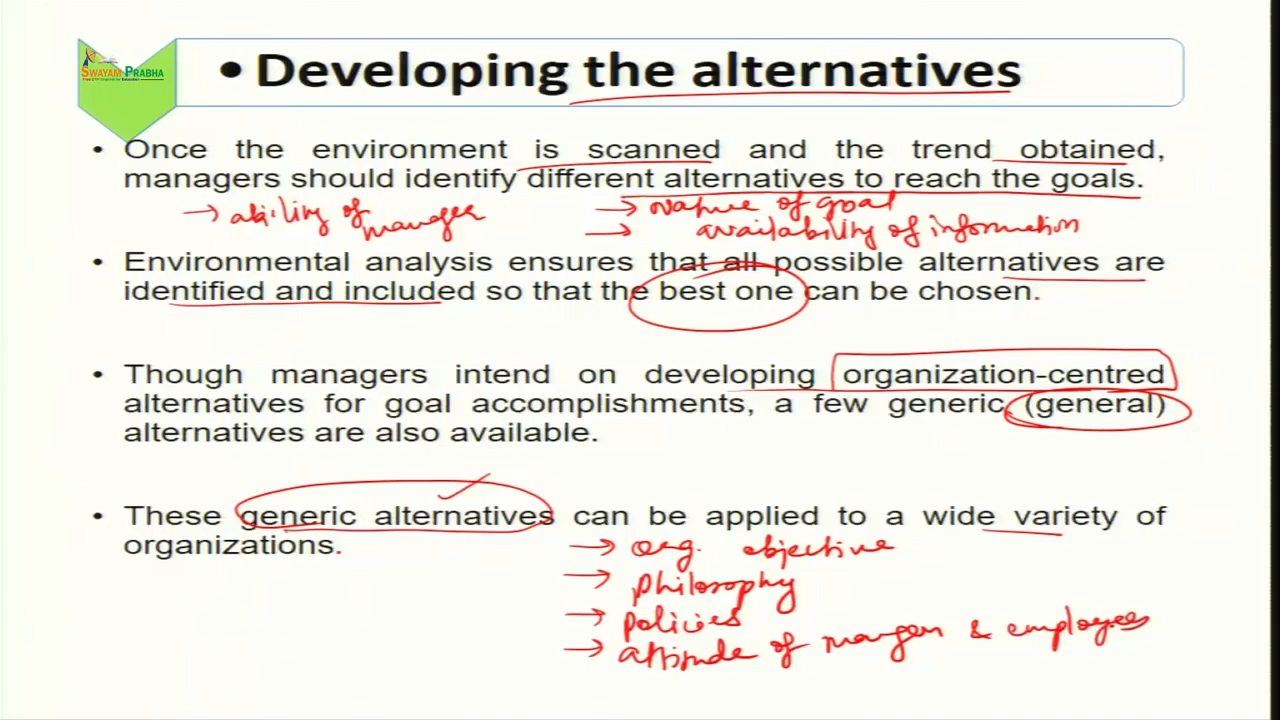 SWAYAM PRABHA
• Developing the alternatives
• Once the environment is scanned and the trend obtained,
managers should identify different alternatives to reach the goals.
→ ability of manager
→ Nature of goal
→ availability of information
• Environmental analysis ensures that all possible alternatives are
identified and included so that the best one can be chosen.
• Though managers intend on developing organization-centred
alternatives for goal accomplishments, a few generic (general)
alternatives are also available.
• These generic alternatives can be applied to a wide variety of
organizations.
→ org. objective
→ philosophy
→ policies
→ attitude of & employees